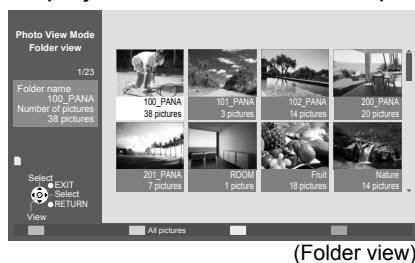 Photo View Mode
Folder view
1/23
Folder name
100_PANA
Number of pictures
38 pictures
Select
EXIT
Select
RETURN
View
100_PANA
38 pictures
101_PANA
3 pictures
102_PANA
14 pictures
200_PANA
20 pictures
201_PANA
7 pictures
ROOM
1 picture
Fruit
18 pictures
Nature
14 pictures
All pictures
(Folder view)